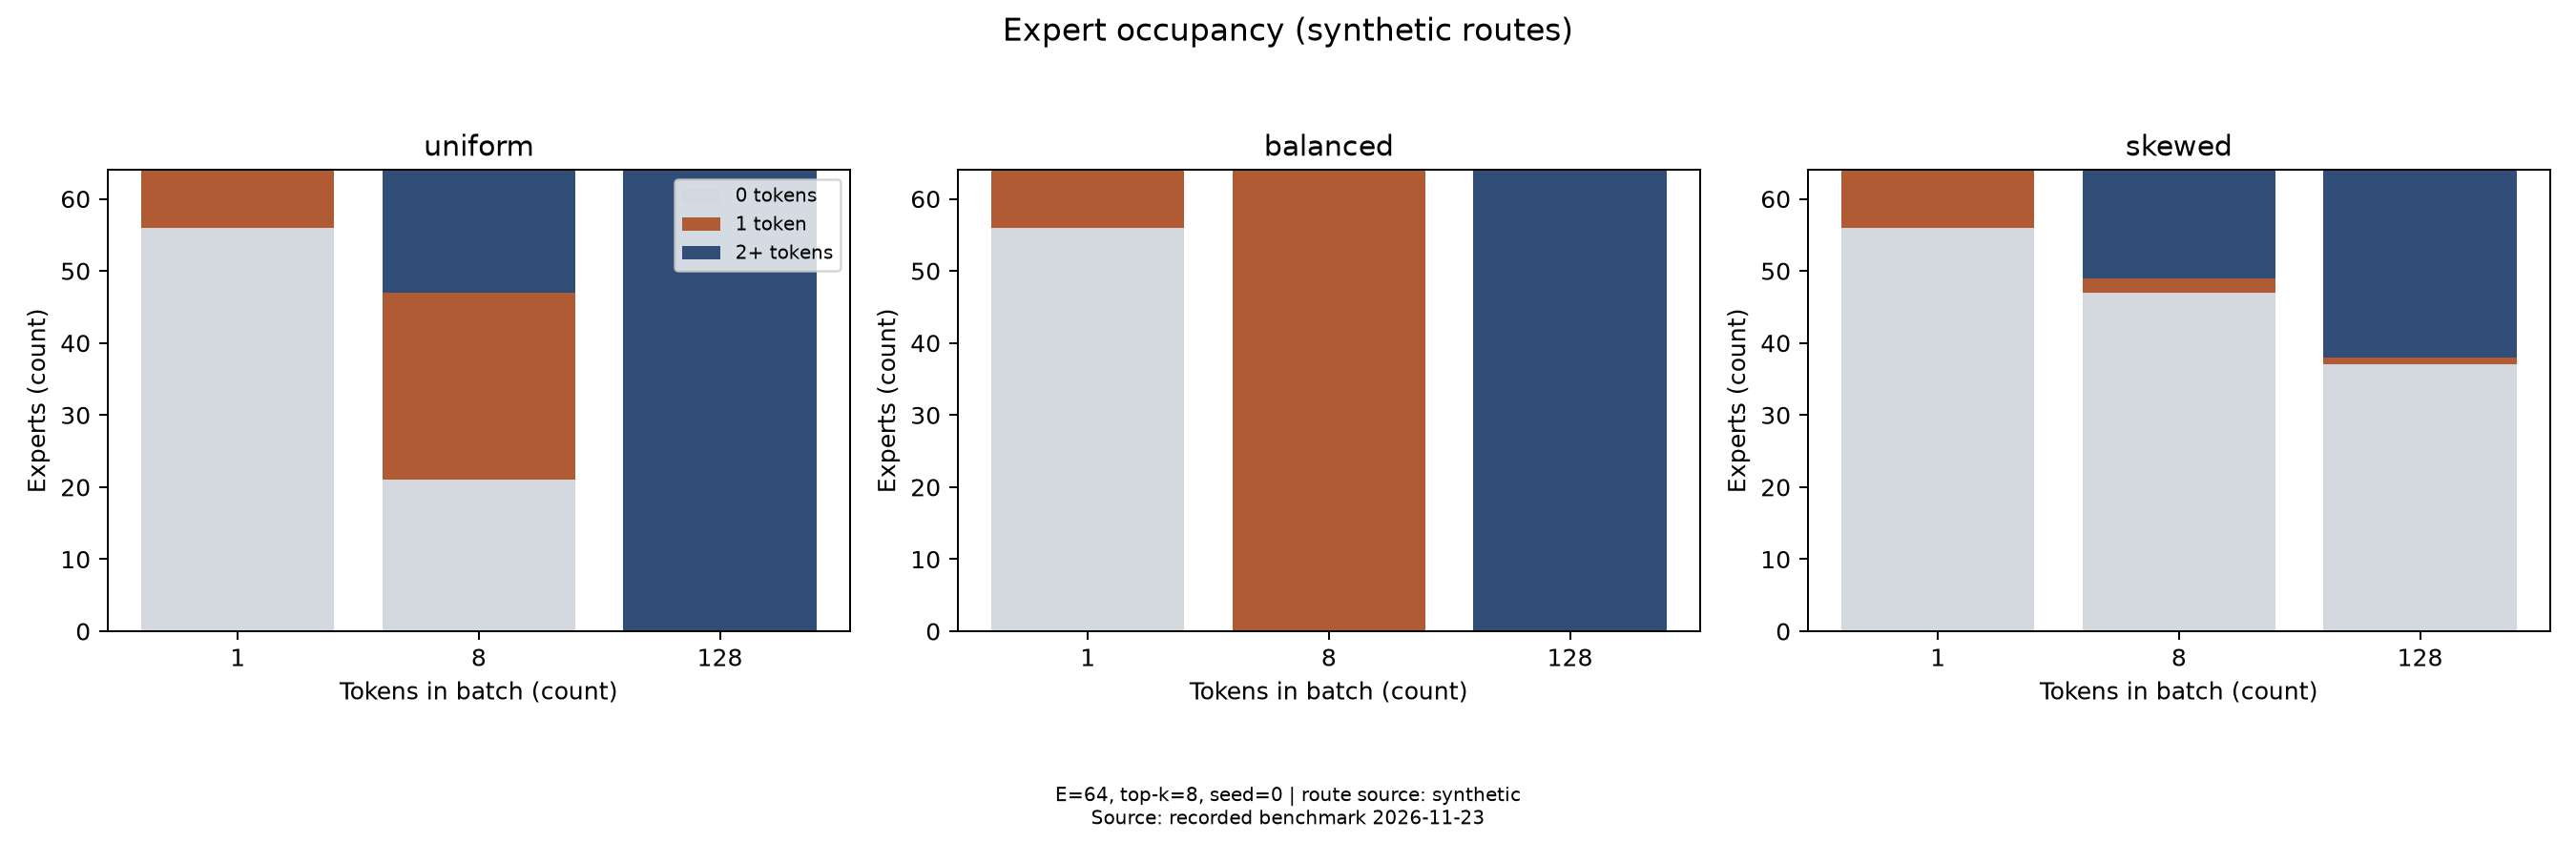 Expert occupancy (synthetic routes)
uniform
60
50
40
30
20
10
0
Experts (count)
0 tokens
1 token
2+ tokens
1 8 128
Tokens in batch (count)
balanced
60
50
40
30
20
10
0
Experts (count)
1 8 128
Tokens in batch (count)
skewed
60
50
40
30
20
10
0
Experts (count)
1 8 128
Tokens in batch (count)
E=64, top-k=8, seed=0 | route source: synthetic
Source: recorded benchmark 2026-11-23